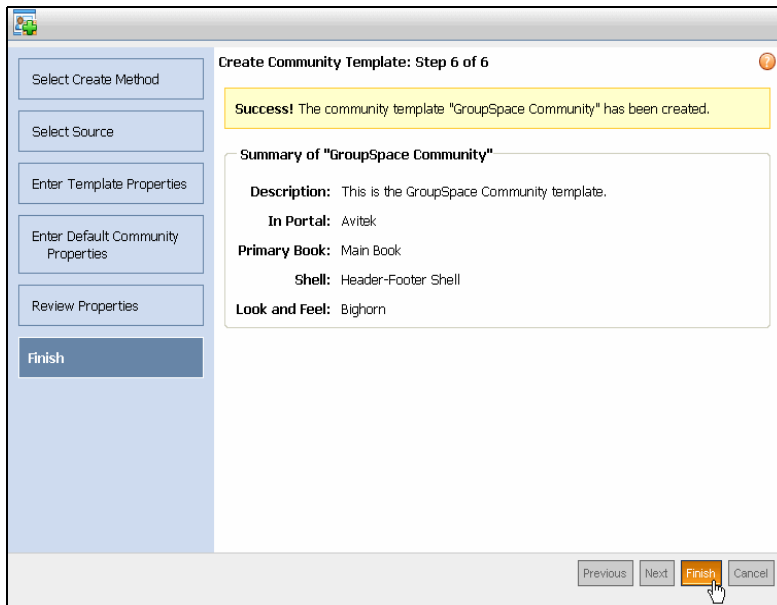 Select Create Method
Select Source
Enter Template Properties
Enter Default Community
Properties
Review Properties
Finish
Create Community Template: Step 6 of 6
?
Success! The community template "GroupSpace Community" has been created.
Summary of "GroupSpace Community"
Description: This is the GroupSpace Community template.
In Portal: Avitek
Primary Book: Main Book
Shell: Header-Footer Shell
Look and Feel: Bighorn
Previous Next Finish Cancel